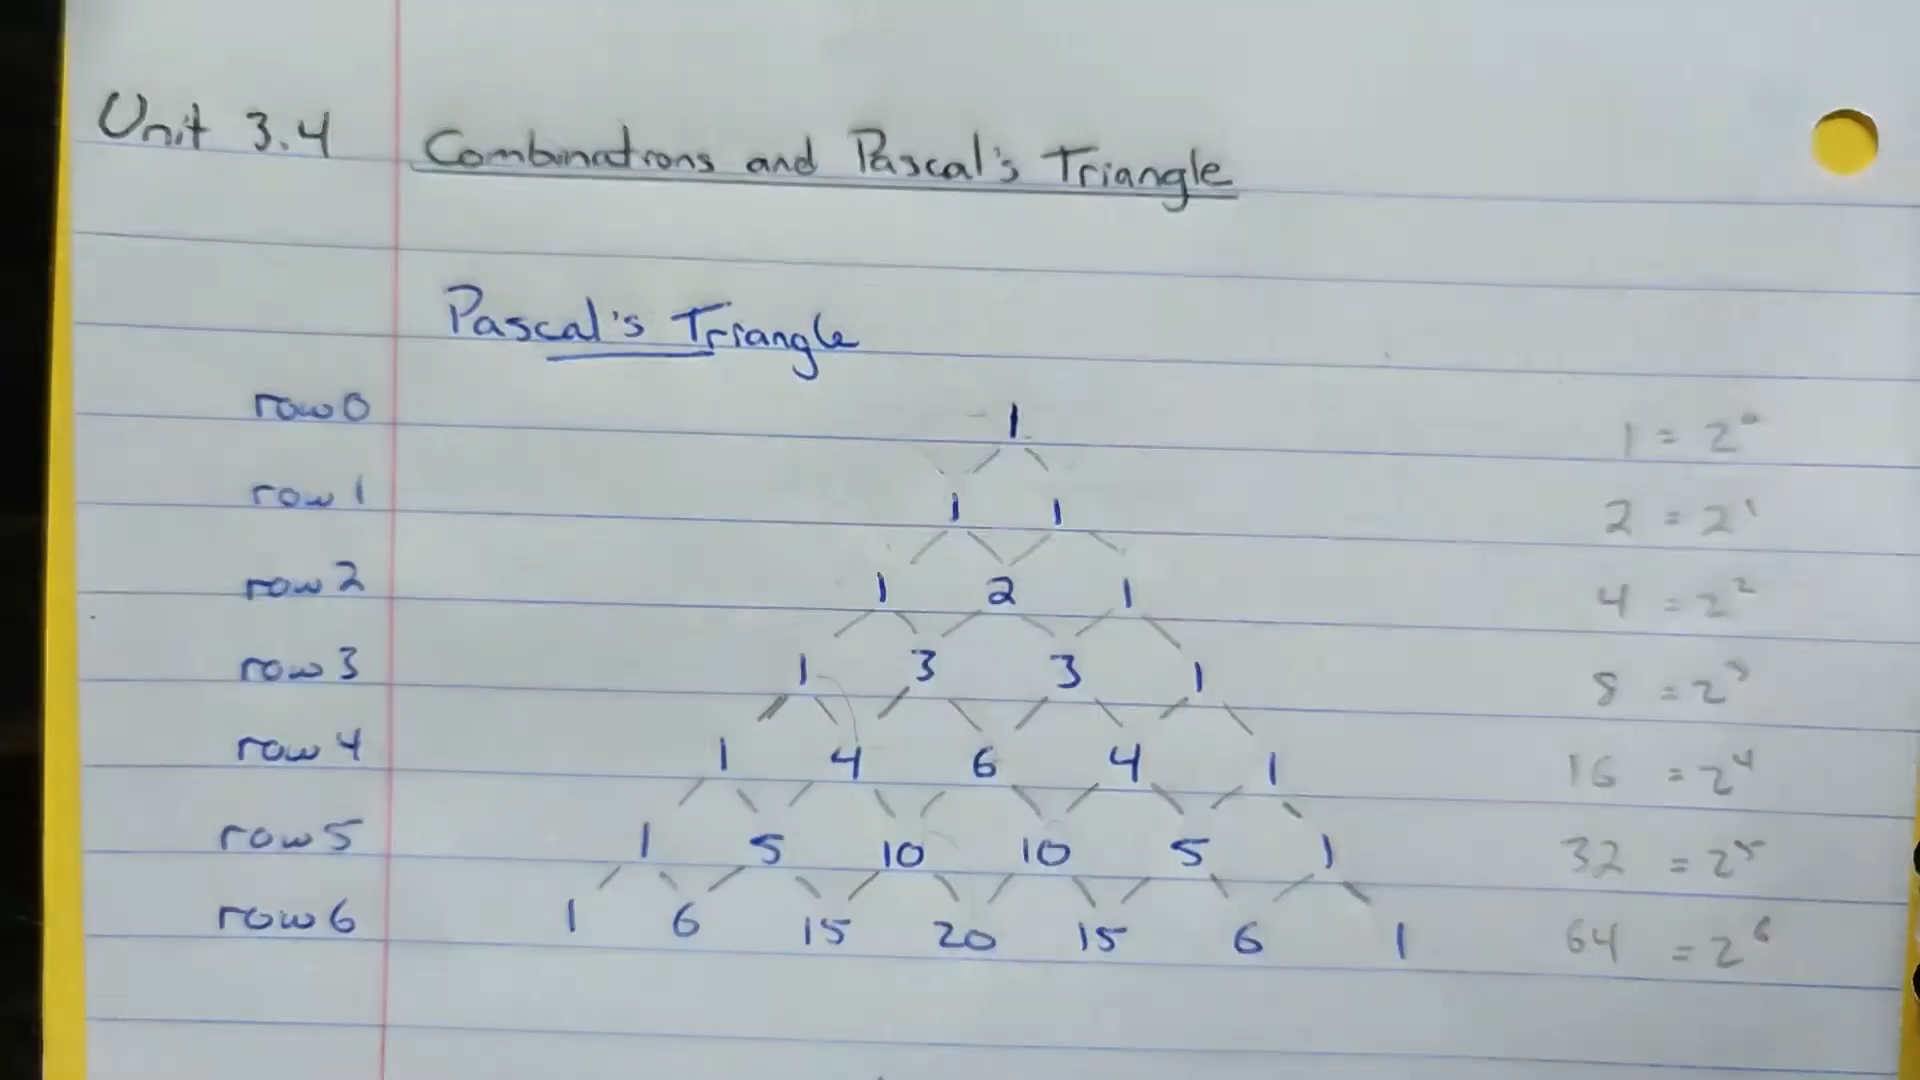 Unit 3.4 Combinations and Pascal's Triangle
Pascal's Triangle
row 0 1 1 = 2⁰
row 1 1 1 2 = 2¹
row 2 1 2 1 4 = 2²
row 3 1 3 3 1 8 = 2³
row 4 1 4 6 4 1 16 = 2⁴
row 5 1 5 10 10 5 1 32 = 2⁵
row 6 1 6 15 20 15 6 1 64 = 2⁶